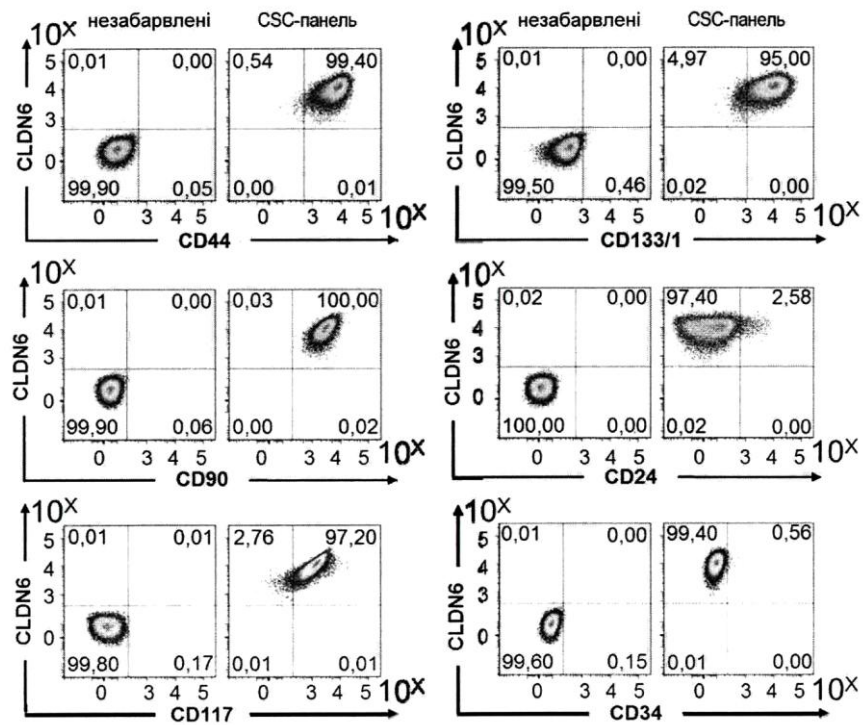 незабарвлені CSC-панель незабарвлені CSC-панель
10X 10X
5 0,01 0,00 0,54 99,40 5 0,01 0,00 4,97 95,00
4 4
3 3
0 0
99,90 0,05 0,00 0,01 99,50 0,46 0,02 0,00
CLDN6 CLDN6
0 3 4 5 0 3 4 5 10X 0 3 4 5 0 3 4 5 10X
CD44 CD133/1
10X 10X
5 0,01 0,00 0,03 100,00 5 0,02 0,00 97,40 2,58
4 4
3 3
0 0
99,90 0,06 0,00 0,02 100,00 0,00 0,02 0,00
CLDN6 CLDN6
0 3 4 5 0 3 4 5 10X 0 3 4 5 0 3 4 5 10X
CD90 CD24
10X 10X
5 0,01 0,01 2,76 97,20 5 0,01 0,00 99,40 0,56
4 4
3 3
0 0
99,80 0,17 0,01 0,01 99,60 0,15 0,01 0,00
CLDN6 CLDN6
0 3 4 5 0 3 4 5 10X 0 3 4 5 0 3 4 5 10X
CD117 CD34